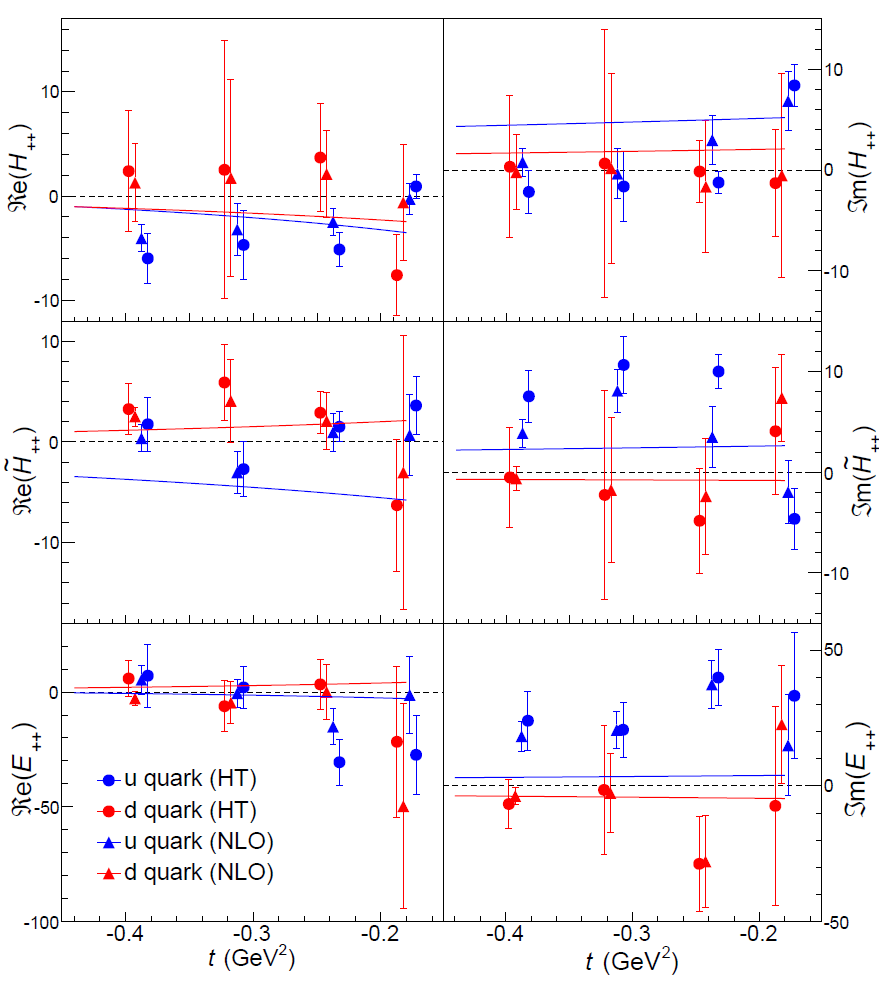 ℜe(H₊₊)
10
0
-10
10
0
-10
ℑm(H₊₊)
ℜe(H̃₊₊)
10
0
-10
10
0
-10
ℑm(H̃₊₊)
ℜe(E₊₊)
0
-50
-100
50
0
-50
ℑm(E₊₊)
u quark (HT)
d quark (HT)
u quark (NLO)
d quark (NLO)
-0.4 -0.3 -0.2
-0.4 -0.3 -0.2
t (GeV²)
t (GeV²)